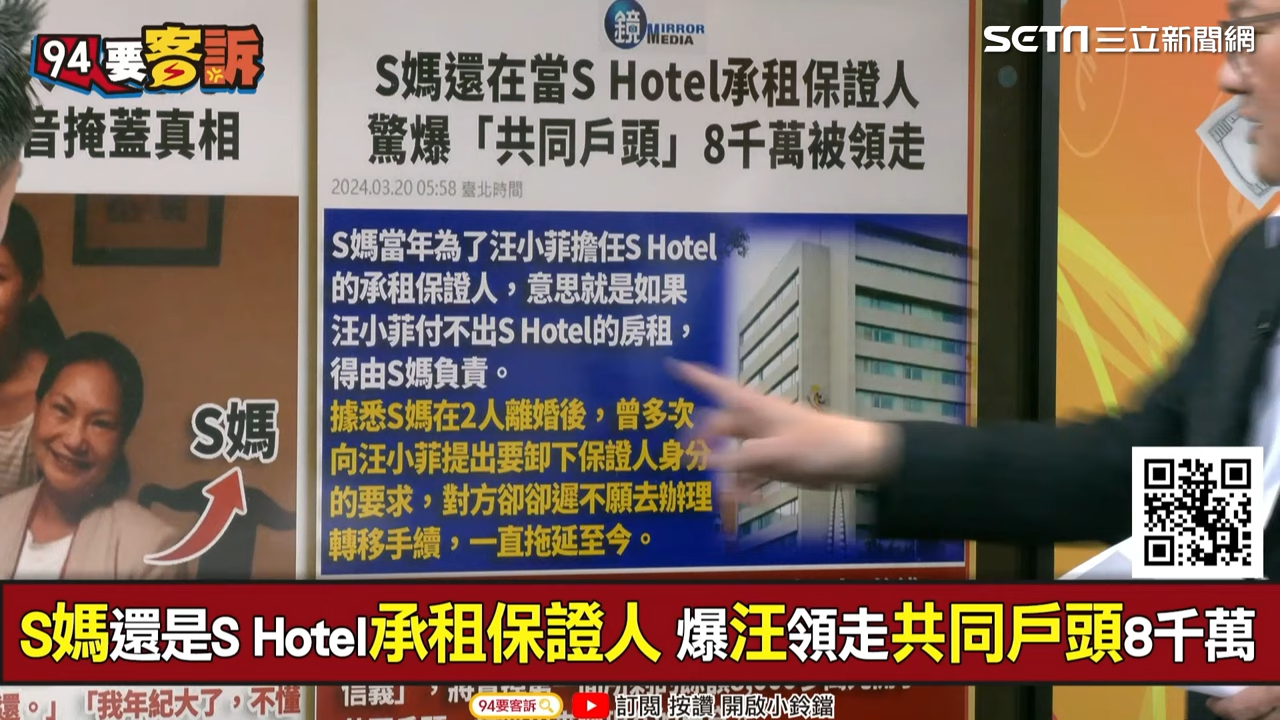 94要客訴
SETN三立新聞網
鏡 MIRROR MEDIA
音掩蓋真相
S媽還在當S Hotel承租保證人
驚爆「共同戶頭」8千萬被領走
2024.03.20 05:58 臺北時間
S媽當年為了汪小菲擔任S Hotel
的承租保證人，意思就是如果
汪小菲付不出S Hotel的房租，
得由S媽負責。
據悉S媽在2人離婚後，曾多次
向汪小菲提出要卸下保證人身分
的要求，對方卻卻遲不願去辦理
轉移手續，一直拖延至今。
S媽
S媽還是S Hotel承租保證人 爆汪領走共同戶頭8千萬
還。」「我年紀大了，不懂
信義」，
94要客訴
訂閱 按讚 開啟小鈴鐺